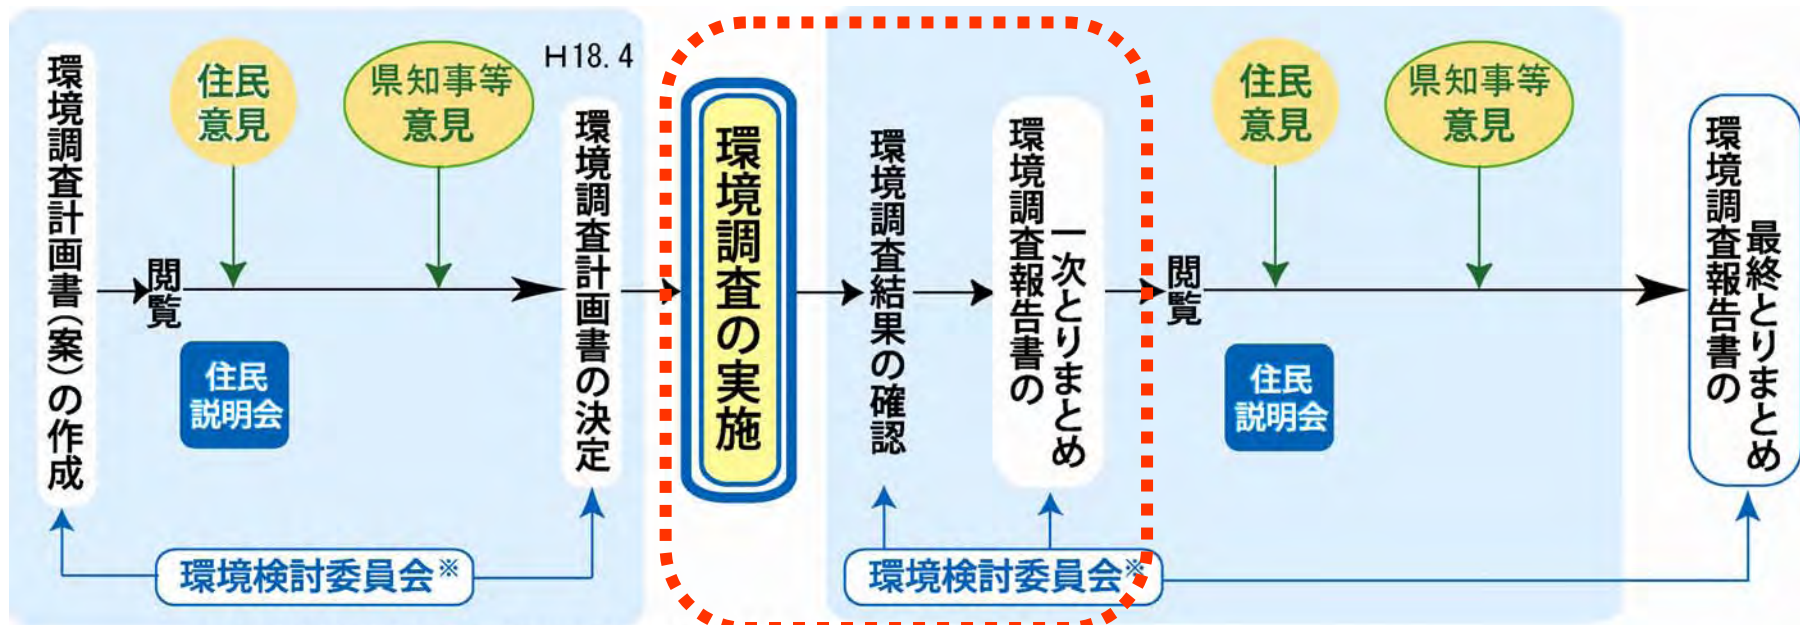 環境調査計画書（案）の作成
閲覧
住民
意見
県知事等
意見
住民
説明会
H18.4
環境調査計画書の決定
環境検討委員会※
環境調査の実施
環境調査結果の確認
環境調査報告書の
一次とりまとめ
環境検討委員会※
閲覧
住民
意見
県知事等
意見
住民
説明会
環境調査報告書の
最終とりまとめ